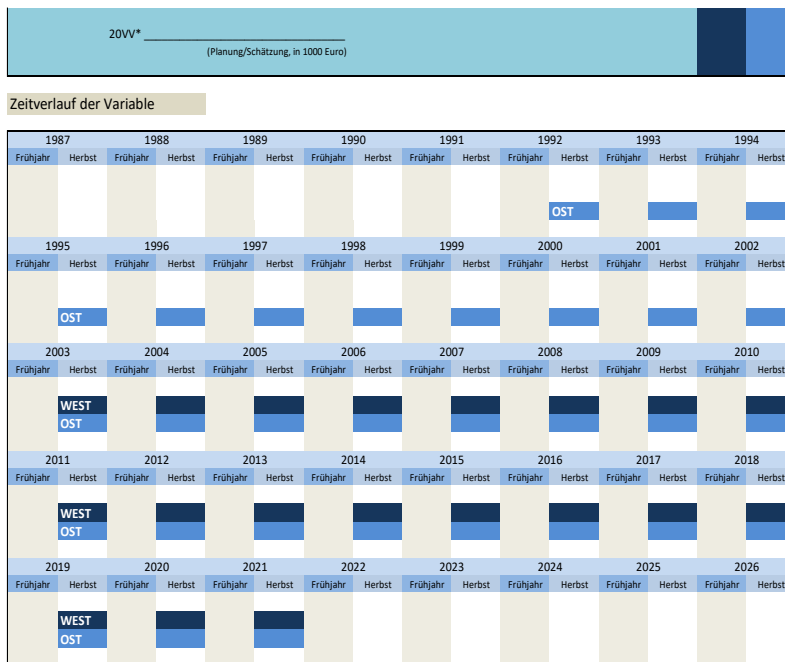 20VV* ___________________________________
(Planung/Schätzung, in 1000 Euro)
Zeitverlauf der Variable
1987 1988 1989 1990 1991 1992 1993 1994
Frühjahr Herbst Frühjahr Herbst Frühjahr Herbst Frühjahr Herbst Frühjahr Herbst Frühjahr Herbst Frühjahr Herbst Frühjahr Herbst
OST
1995 1996 1997 1998 1999 2000 2001 2002
Frühjahr Herbst Frühjahr Herbst Frühjahr Herbst Frühjahr Herbst Frühjahr Herbst Frühjahr Herbst Frühjahr Herbst Frühjahr Herbst
OST
2003 2004 2005 2006 2007 2008 2009 2010
Frühjahr Herbst Frühjahr Herbst Frühjahr Herbst Frühjahr Herbst Frühjahr Herbst Frühjahr Herbst Frühjahr Herbst Frühjahr Herbst
WEST
OST
2011 2012 2013 2014 2015 2016 2017 2018
Frühjahr Herbst Frühjahr Herbst Frühjahr Herbst Frühjahr Herbst Frühjahr Herbst Frühjahr Herbst Frühjahr Herbst Frühjahr Herbst
WEST
OST
2019 2020 2021 2022 2023 2024 2025 2026
Frühjahr Herbst Frühjahr Herbst Frühjahr Herbst Frühjahr Herbst Frühjahr Herbst Frühjahr Herbst Frühjahr Herbst Frühjahr Herbst
WEST
OST